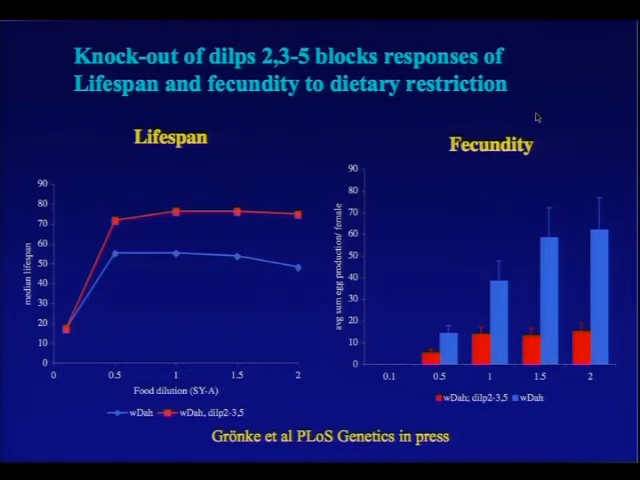 Knock-out of dilps 2,3-5 blocks responses of
Lifespan and fecundity to dietary restriction
Lifespan
90
80
70
60
50
40
30
20
10
0
median lifespan
0
0.5
1
1.5
2
Food dilution (SY-A)
wDah
wDah, dilp2-3,5
Fecundity
90
80
70
60
50
40
30
20
10
0
avg sum egg production/ female
0.1
0.5
1
1.5
2
wDah; dilp2-3,5
wDah
Grönke et al PLoS Genetics in press